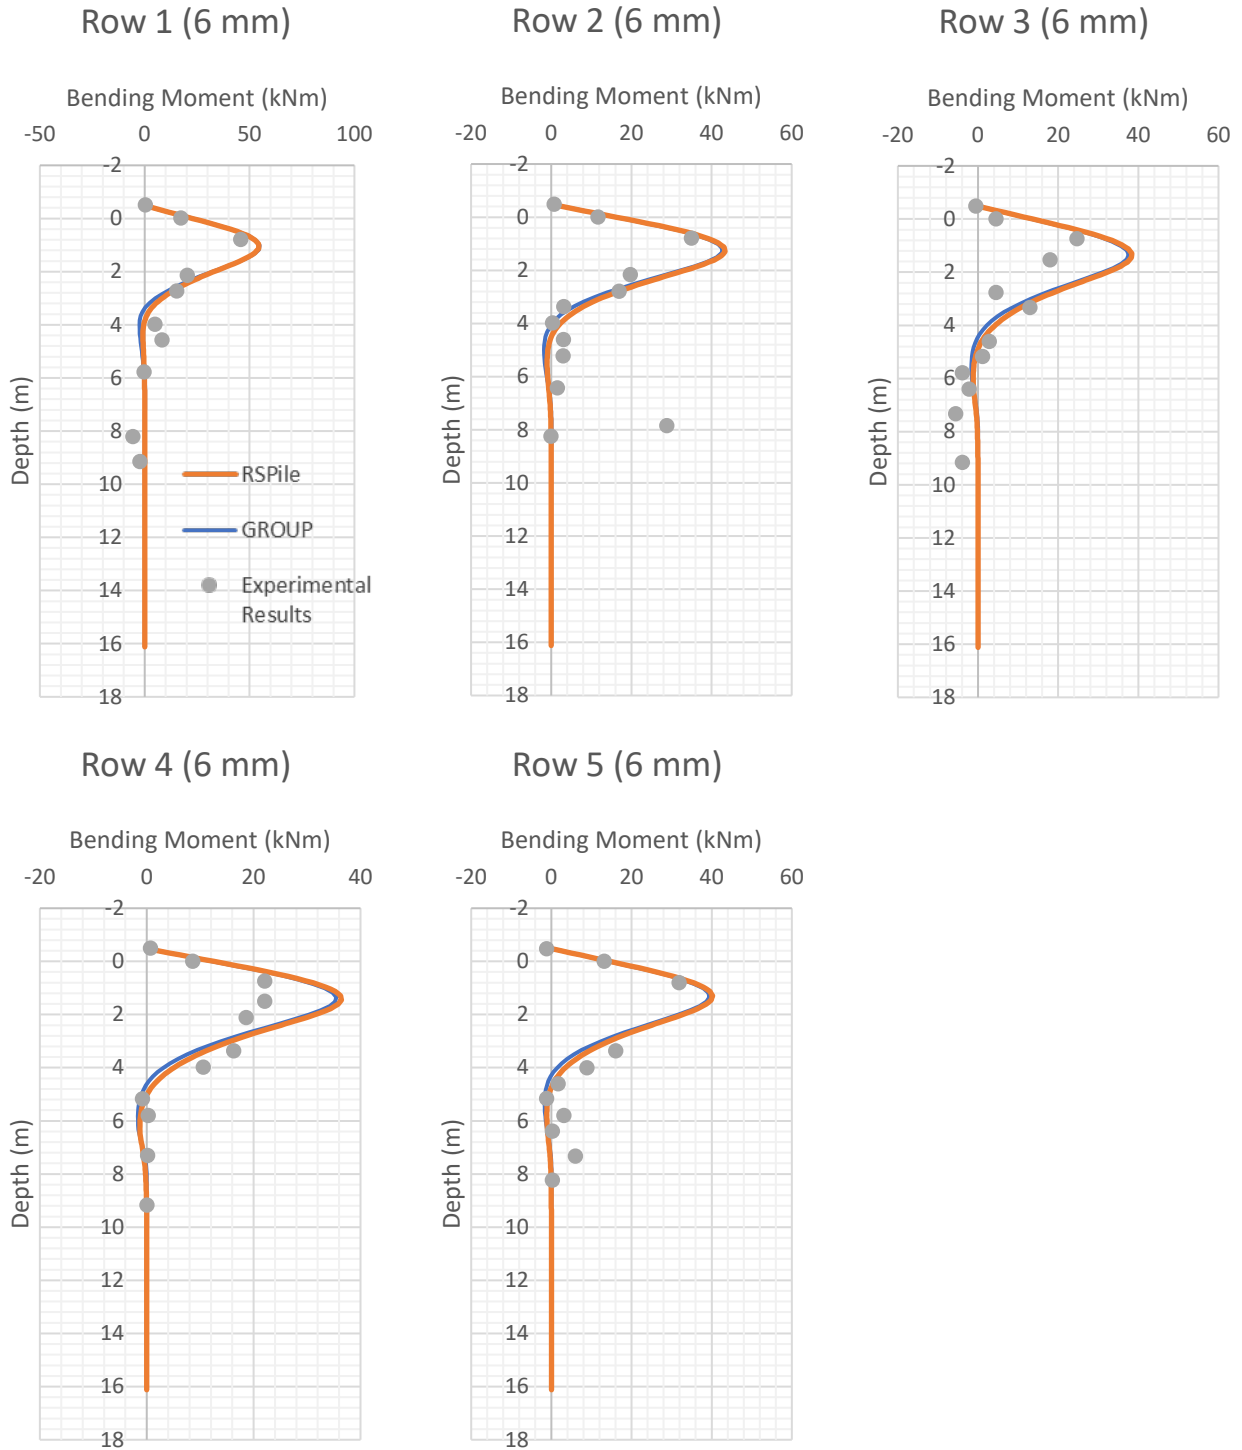 Row 1 (6 mm)
Bending Moment (kNm)
-50 0 50 100
-2
0
2
4
6
8
10
12
14
16
18
Depth (m)
RSPile
GROUP
Experimental
Results
Row 2 (6 mm)
Bending Moment (kNm)
-20 0 20 40 60
-2
0
2
4
6
8
10
12
14
16
18
Depth (m)
Row 3 (6 mm)
Bending Moment (kNm)
-20 0 20 40 60
-2
0
2
4
6
8
10
12
14
16
18
Depth (m)
Row 4 (6 mm)
Bending Moment (kNm)
-20 0 20 40
-2
0
2
4
6
8
10
12
14
16
18
Depth (m)
Row 5 (6 mm)
Bending Moment (kNm)
-20 0 20 40 60
-2
0
2
4
6
8
10
12
14
16
18
Depth (m)